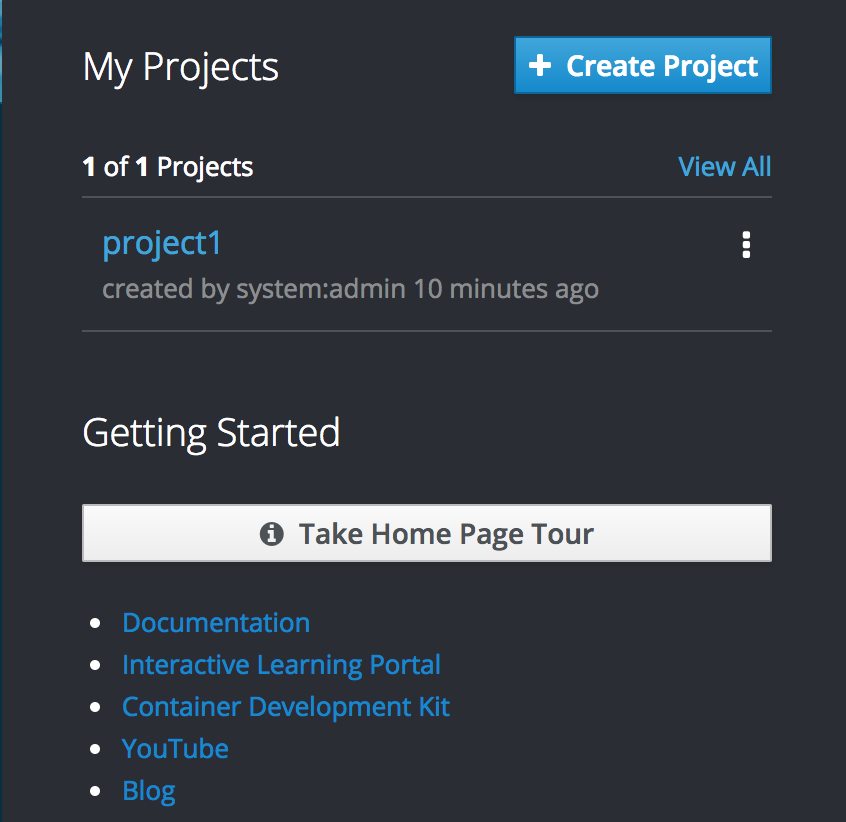 My Projects
Create Project
1 of 1 Projects
View All
project1
created by system:admin 10 minutes ago
Getting Started
Take Home Page Tour
Documentation
Interactive Learning Portal
Container Development Kit
YouTube
Blog